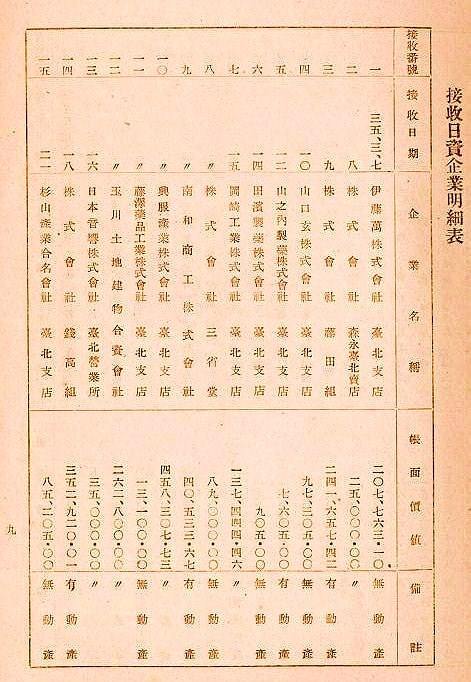 接收日資企業明細表
接收番號 接收日期 企業名稱 帳面價值 備註
一 三五、三、七 伊藤萬株式會社 臺北支店 二〇七、七六三・一〇 無動產
二 八 株式會社 森永臺北賣店 二五、〇〇〇・〇〇 〃
三 九 株式會社 藤田組 二四一、六五七・四二 有動產
四 一〇 山口玄株式會社 臺北支店 九七、三〇五・〇〇 無動產
五 一二 山之內製藥株式會社 臺北支店 七、六〇〇・〇〇 有動產
六 一四 田濱製藥株式會社 臺北支店 九〇五・〇〇 無動產
七 一五 岡崎工業株式會社 臺北支店 一三七、四四四・四六 〃
八 〃 株式會社 三省堂 八九、〇〇〇・〇〇 有動產
九 〃 南和商工株式會社 四〇、五三三・六七 有動產
一〇 〃 興服產業株式會社 臺北支店 四五八、三〇七・七三 〃
一一 〃 藤澤藥品工業株式會社 臺北支店 一三、一〇〇・〇〇 無動產
一二 〃 玉川土地建物合資會社 二六二、八〇〇・〇〇 〃
一三 一六 日本音響株式會社 臺北營業所 三五、〇〇〇・〇〇 〃
一四 一八 株式會社 錢高組 三五二、九二〇・〇一 有動產
一五 二一 杉山產業合名會社 臺北支店 八五、二〇五・〇〇 無動產
九